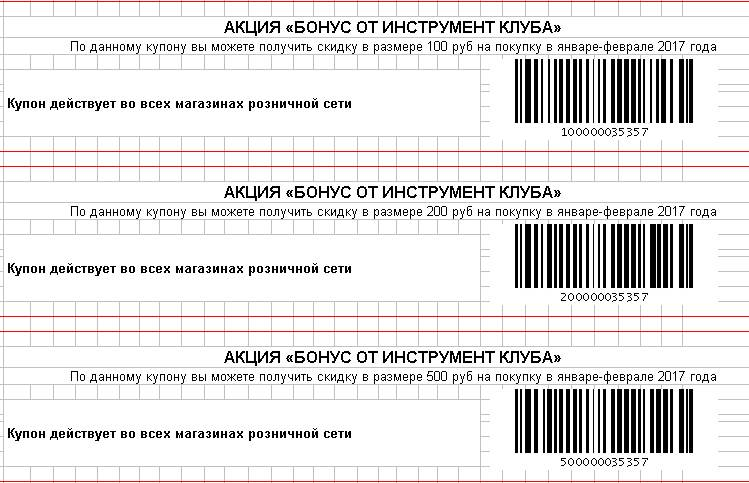 АКЦИЯ «БОНУС ОТ ИНСТРУМЕНТ КЛУБА»
По данному купону вы можете получить скидку в размере 100 руб на покупку в январе-феврале 2017 года
Купон действует во всех магазинах розничной сети
100000035357
АКЦИЯ «БОНУС ОТ ИНСТРУМЕНТ КЛУБА»
По данному купону вы можете получить скидку в размере 200 руб на покупку в январе-феврале 2017 года
Купон действует во всех магазинах розничной сети
200000035357
АКЦИЯ «БОНУС ОТ ИНСТРУМЕНТ КЛУБА»
По данному купону вы можете получить скидку в размере 500 руб на покупку в январе-феврале 2017 года
Купон действует во всех магазинах розничной сети
500000035357